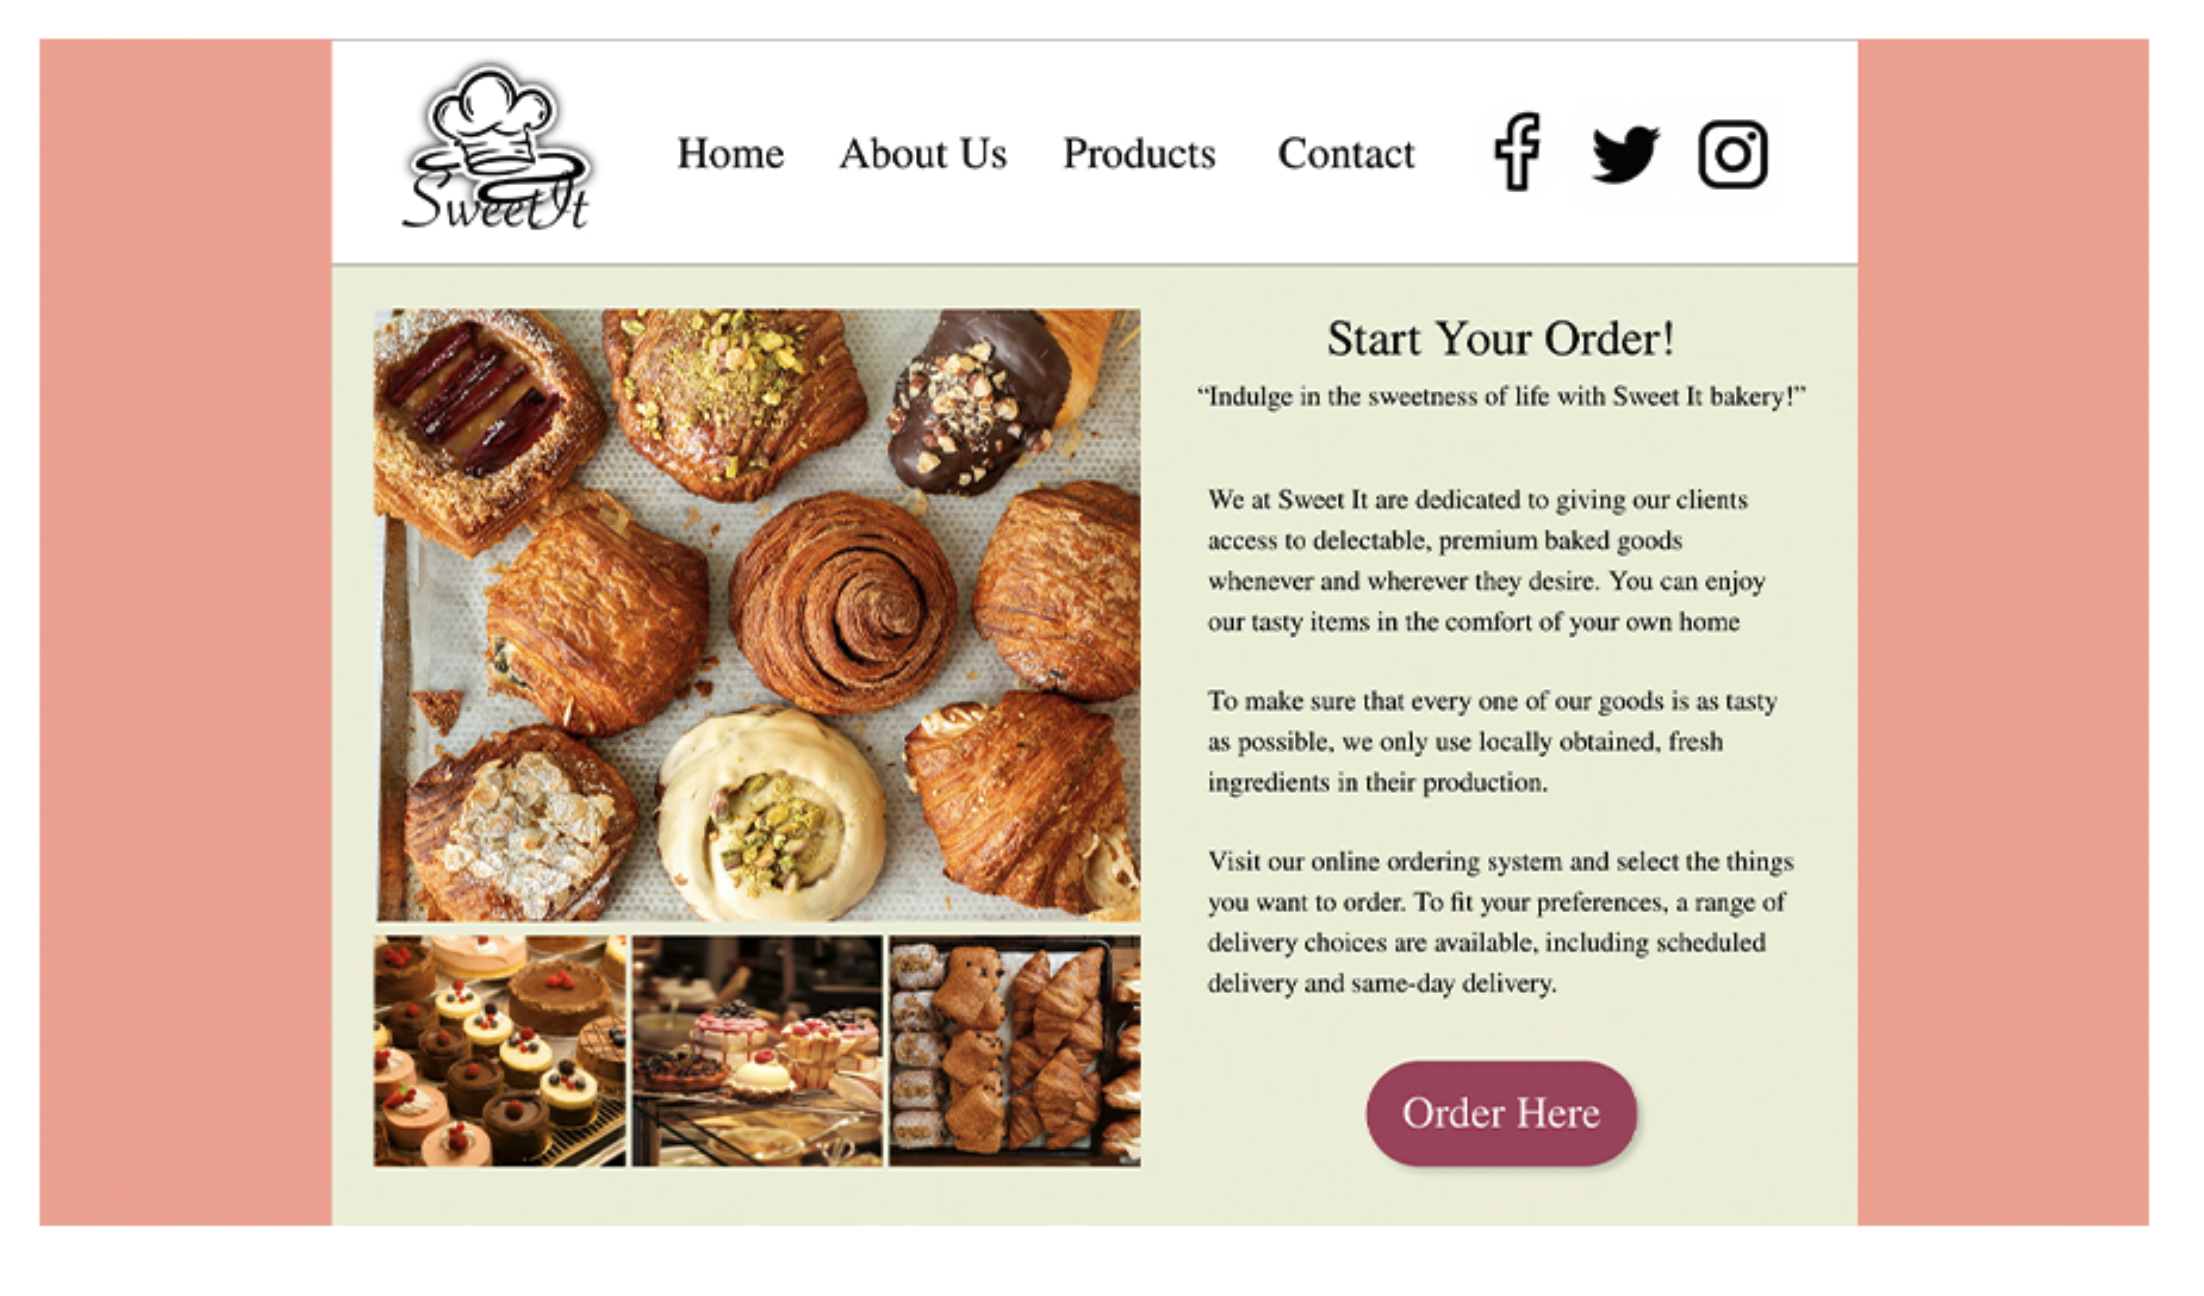 SweetIt
Home About Us Products Contact
Start Your Order!
“Indulge in the sweetness of life with Sweet It bakery!”
We at Sweet It are dedicated to giving our clients
access to delectable, premium baked goods
whenever and wherever they desire. You can enjoy
our tasty items in the comfort of your own home
To make sure that every one of our goods is as tasty
as possible, we only use locally obtained, fresh
ingredients in their production.
Visit our online ordering system and select the things
you want to order. To fit your preferences, a range of
delivery choices are available, including scheduled
delivery and same-day delivery.
Order Here